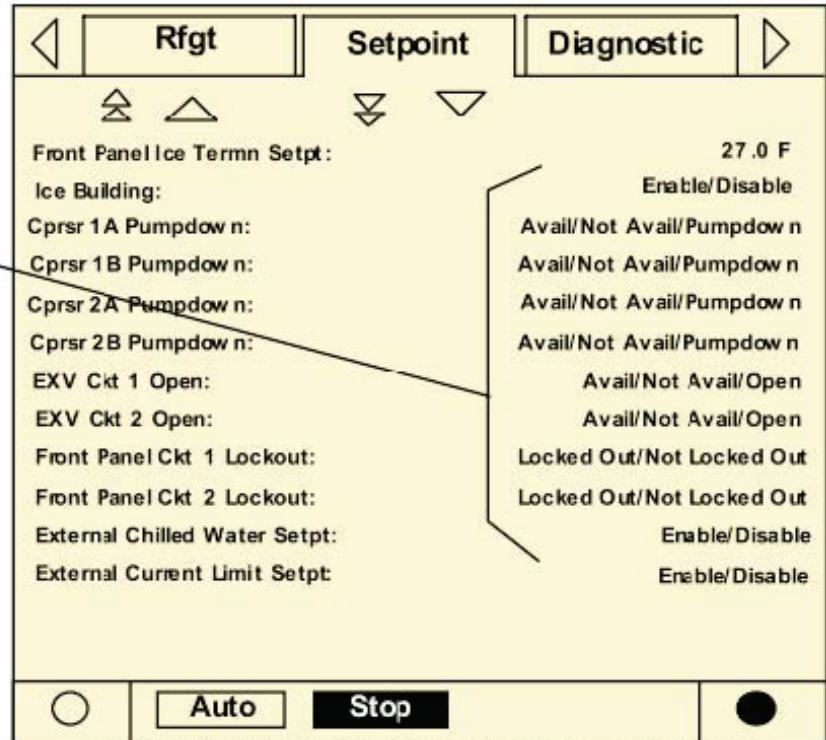 Rfgt Setpoint Diagnostic
Front Panel Ice Termn Setpt: 27.0 F
Ice Building: Enable/Disable
Cprsr 1A Pumpdown: Avail/Not Avail/Pumpdown
Cprsr 1B Pumpdown: Avail/Not Avail/Pumpdown
Cprsr 2A Pumpdown: Avail/Not Avail/Pumpdown
Cprsr 2B Pumpdown: Avail/Not Avail/Pumpdown
EXV Ckt 1 Open: Avail/Not Avail/Open
EXV Ckt 2 Open: Avail/Not Avail/Open
Front Panel Ckt 1 Lockout: Locked Out/Not Locked Out
Front Panel Ckt 2 Lockout: Locked Out/Not Locked Out
External Chilled Water Setpt: Enable/Disable
External Current Limit Setpt: Enable/Disable
Auto Stop